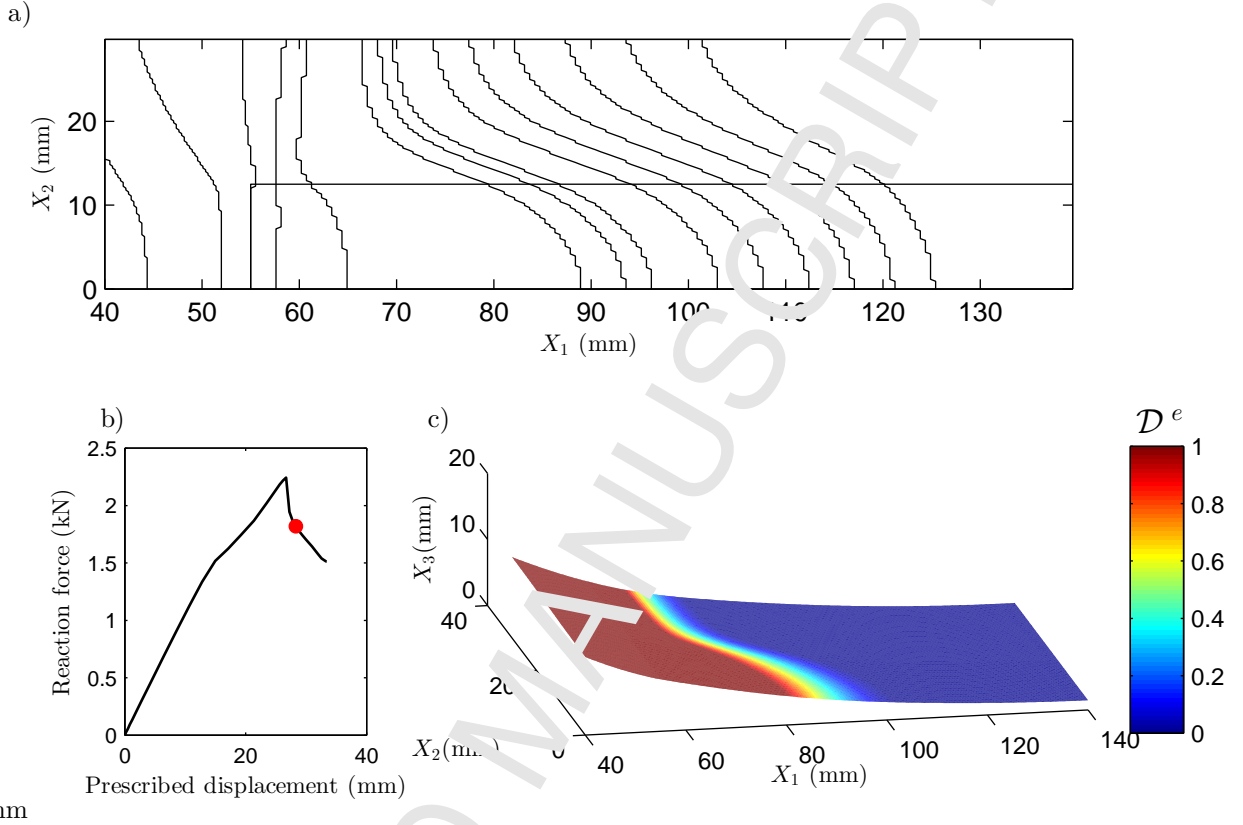 a)
20
10
0
X₂ (mm)
40 50 60 70 80 90 100 110 120 130
X₁ (mm)
b)
2.5
2
1.5
1
0.5
0
Reaction force (kN)
0 20 40
Prescribed displacement (mm)
c)
20
10
0
X₃(mm)
40
20
0
X₂(mm)
40 60 80 100 120 140
X₁ (mm)
𝒟 ᵉ
1
0.8
0.6
0.4
0.2
0
MANUSCRIP
mm